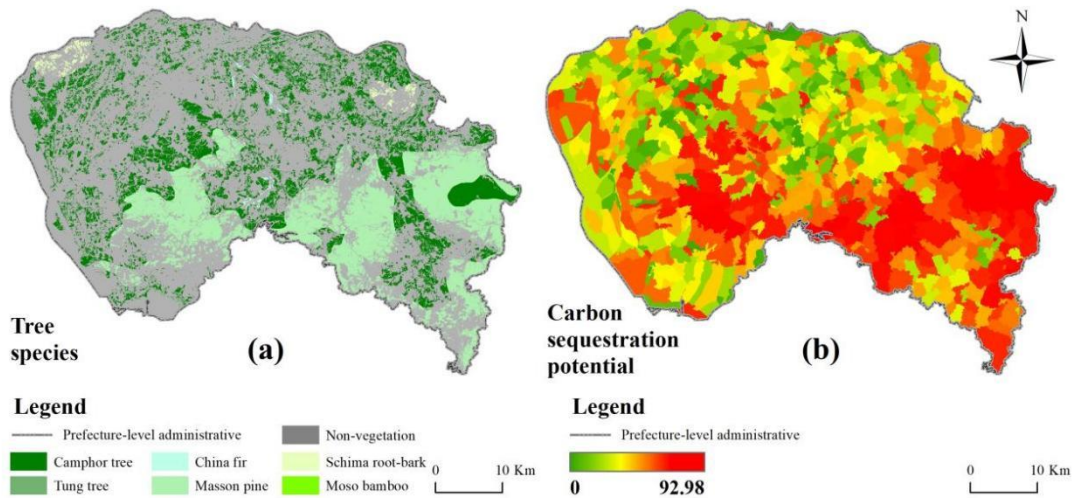 N
Tree
species
(a)
Carbon
sequestration
potential
(b)
Legend
Prefecture-level administrative
Non-vegetation
Camphor tree
China fir
Schima root-bark
Tung tree
Masson pine
Moso bamboo
0 10 Km
Legend
Prefecture-level administrative
0 92.98
0 10 Km